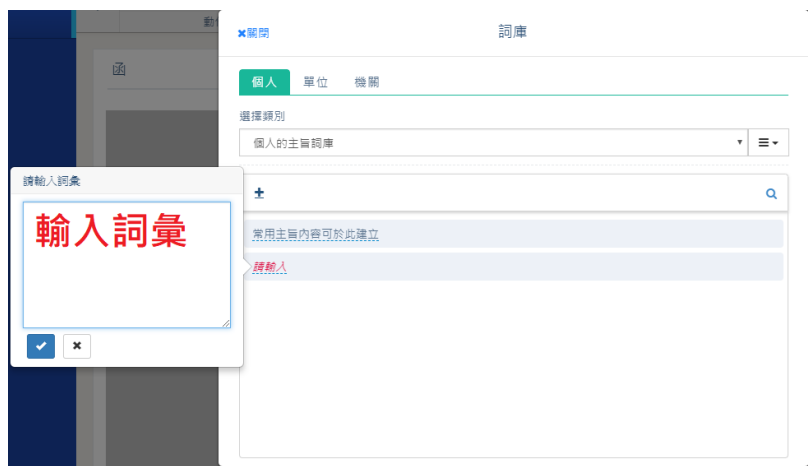 動
函
✖關閉
詞庫
個人
單位
機關
選擇類別
個人的主旨詞庫
常用主旨內容可於此建立
請輸入
請輸入詞彙
輸入詞彙